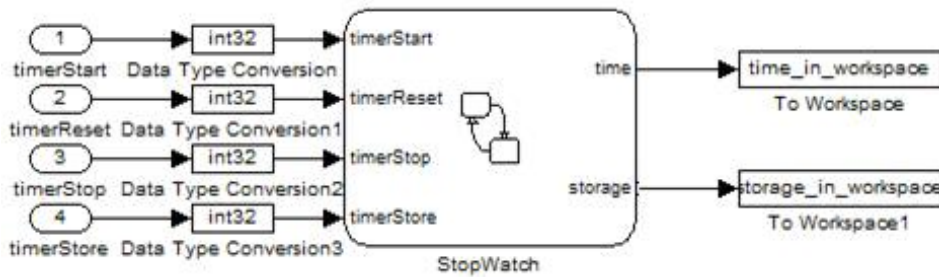 1 int32 timerStart
timerStart Data Type Conversion time time_in_workspace
2 int32 timerReset To Workspace
timerReset Data Type Conversion1
3 int32 timerStop
timerStop Data Type Conversion2 storage storage_in_workspace
4 int32 timerStore To Workspace1
timerStore Data Type Conversion3
StopWatch